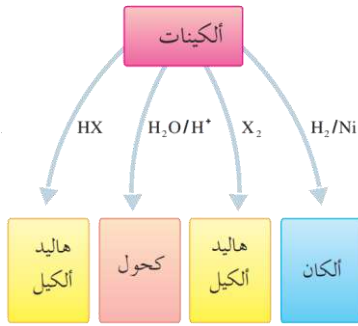 ألكينات
H₂/Ni
X₂
H₂O/H⁺
HX
ألكان
هاليد
ألكيل
كحول
هاليد
ألكيل